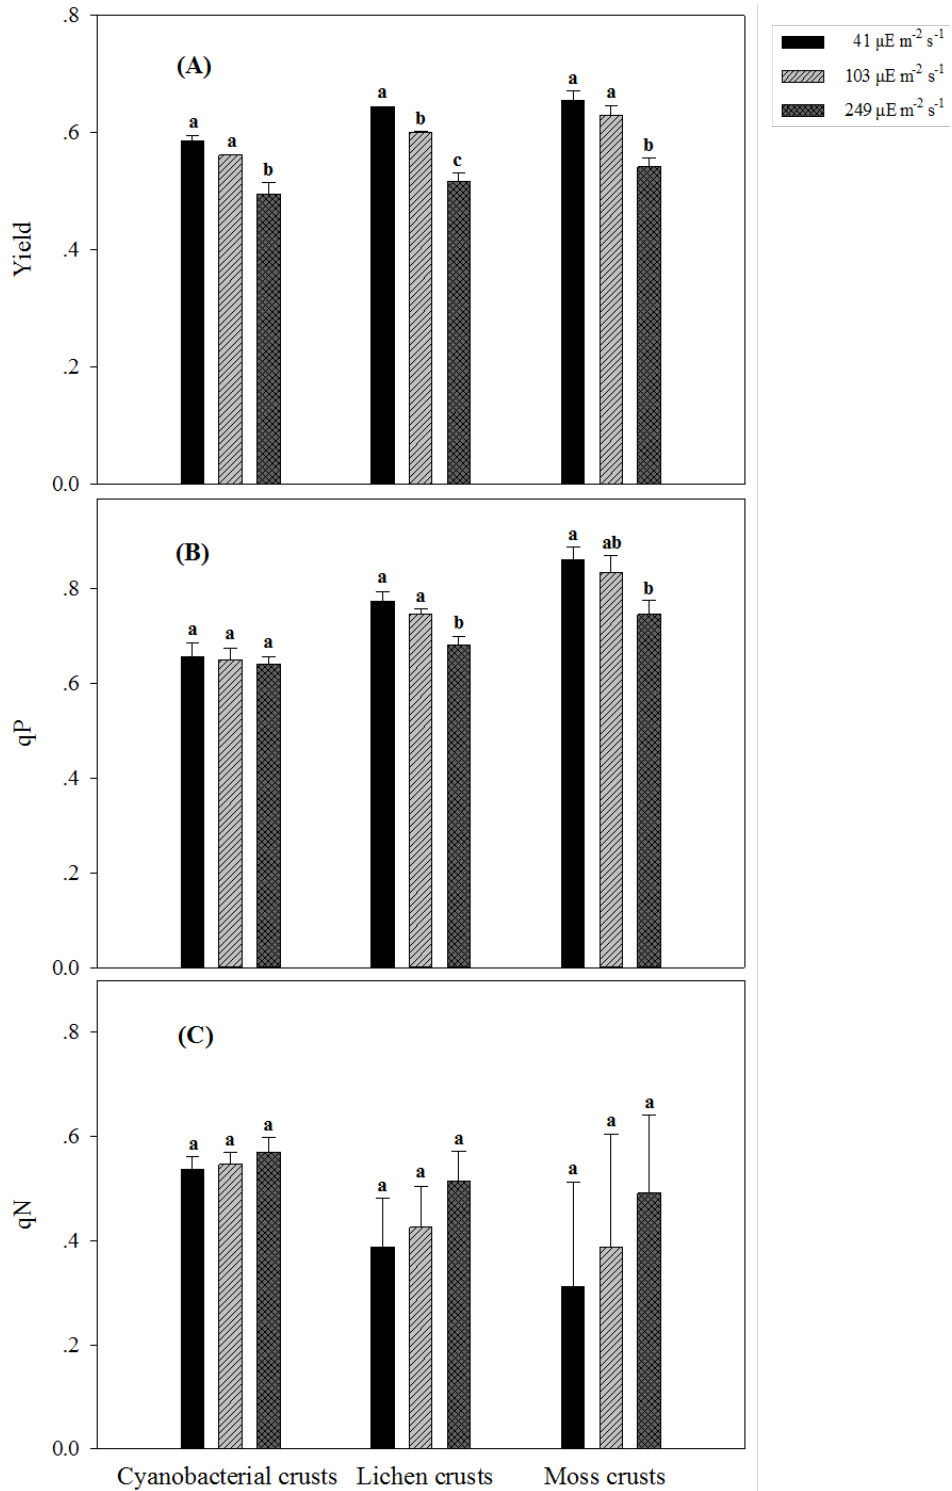 .8
41 µE m⁻² s⁻¹
103 µE m⁻² s⁻¹
249 µE m⁻² s⁻¹
(A)
a
a
b
a
b
c
a
a
b
.6
.4
.2
0.0
Yield
(B)
a
a
a
a
a
b
a
ab
b
.8
.6
.4
.2
0.0
qP
(C)
a
a
a
a
a
a
a
a
a
.8
.6
.4
.2
0.0
qN
Cyanobacterial crusts Lichen crusts Moss crusts